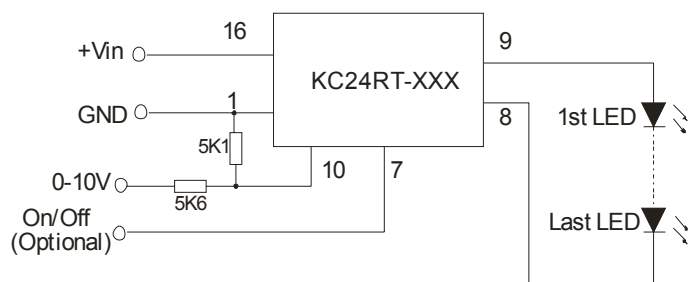 +Vin
16
KC24RT-XXX
9
GND
1
8
1st LED
5K1
0-10V
5K6
10
7
On/Off
(Optional)
Last LED